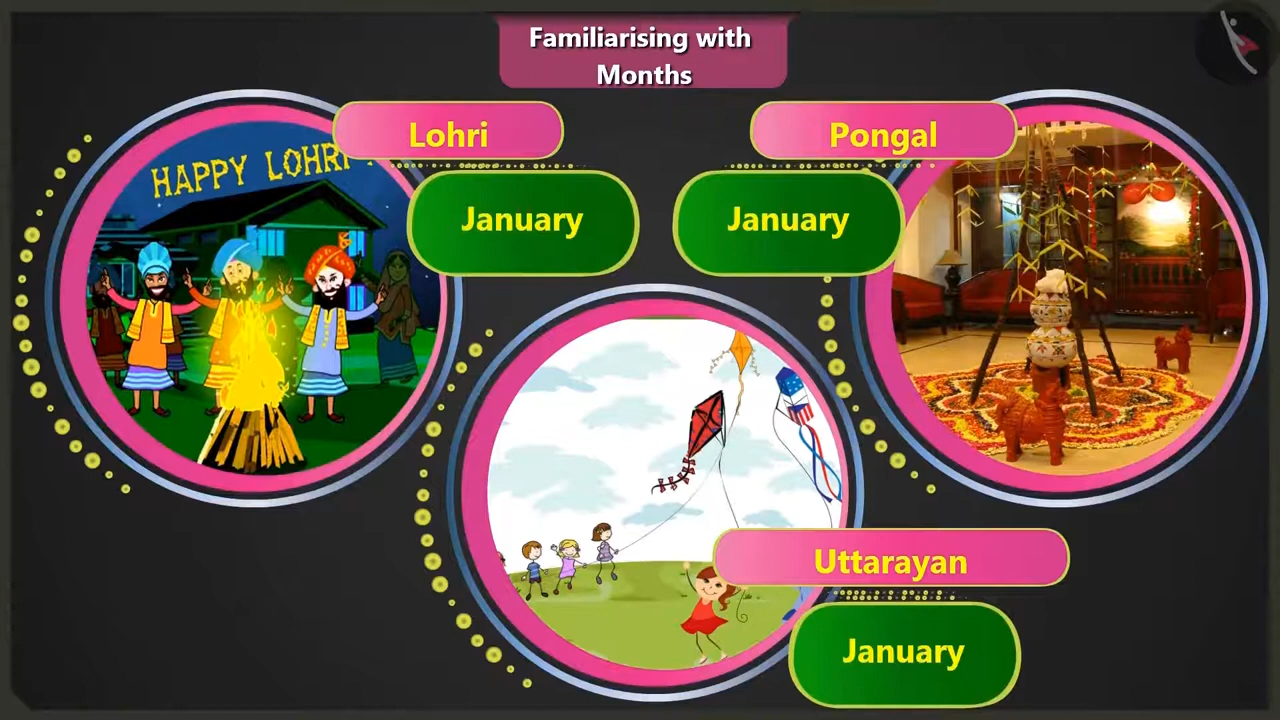 Familiarising with
Months
Lohri
Pongal
HAPPY LOHRI
January
January
Uttarayan
January